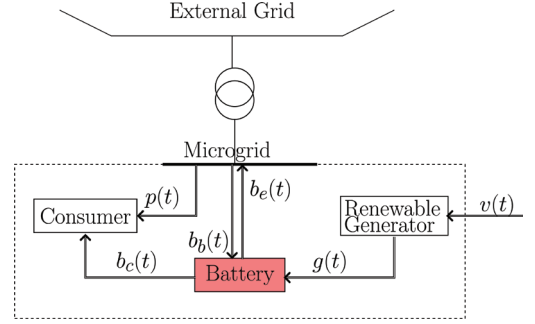 External Grid
Microgrid
p(t)
b_e(t)
Consumer
Renewable
Generator
v(t)
b_b(t)
b_c(t)
Battery
g(t)